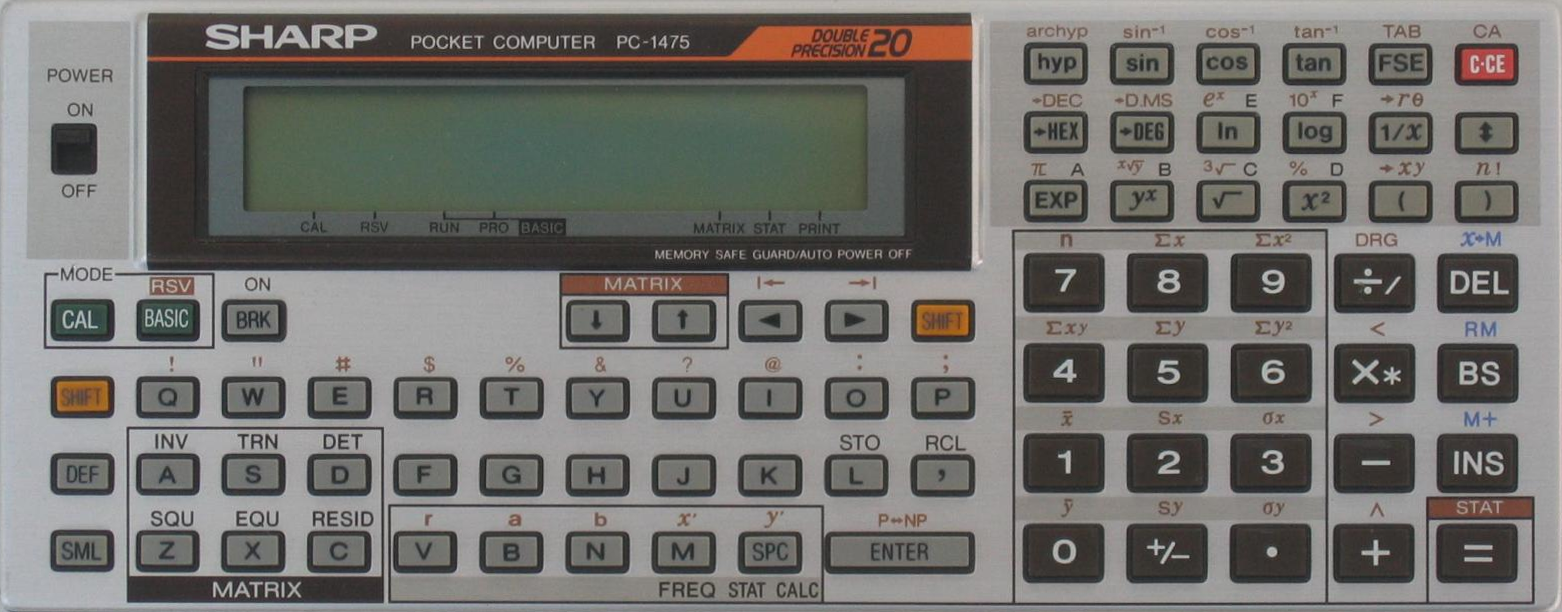 SHARP POCKET COMPUTER PC-1475 DOUBLE PRECISION 20
POWER
ON
OFF
CAL RSV RUN PRO BASIC MATRIX STAT PRINT
MEMORY SAFE GUARD/AUTO POWER OFF
archyp sin⁻¹ cos⁻¹ tan⁻¹ TAB CA
hyp sin cos tan FSE C·CE
→DEC →D.MS eˣ E 10ˣ F →rθ
→HEX →DEG ln log 1/x ↕
π A ˣ√y B ³√ C % D →xy n!
EXP yˣ √ x² ( )
MODE RSV ON MATRIX |← →|
CAL BASIC BRK ↓ ↑ ◄ ► SHIFT
! " # $ % & ? @ : ;
SHIFT Q W E R T Y U I O P
INV TRN DET STO RCL
DEF A S D F G H J K L ,
SQU EQU RESID r a b x' y' P↔NP
SML Z X C V B N M SPC ENTER
MATRIX FREQ STAT CALC
n Σx Σx² DRG x→M
7 8 9 ÷/ DEL
Σxy Σy Σy² < RM
4 5 6 X* BS
x̄ Sx σx > M+
1 2 3 − INS
ȳ Sy σy ∧ STAT
0 +/− · + =